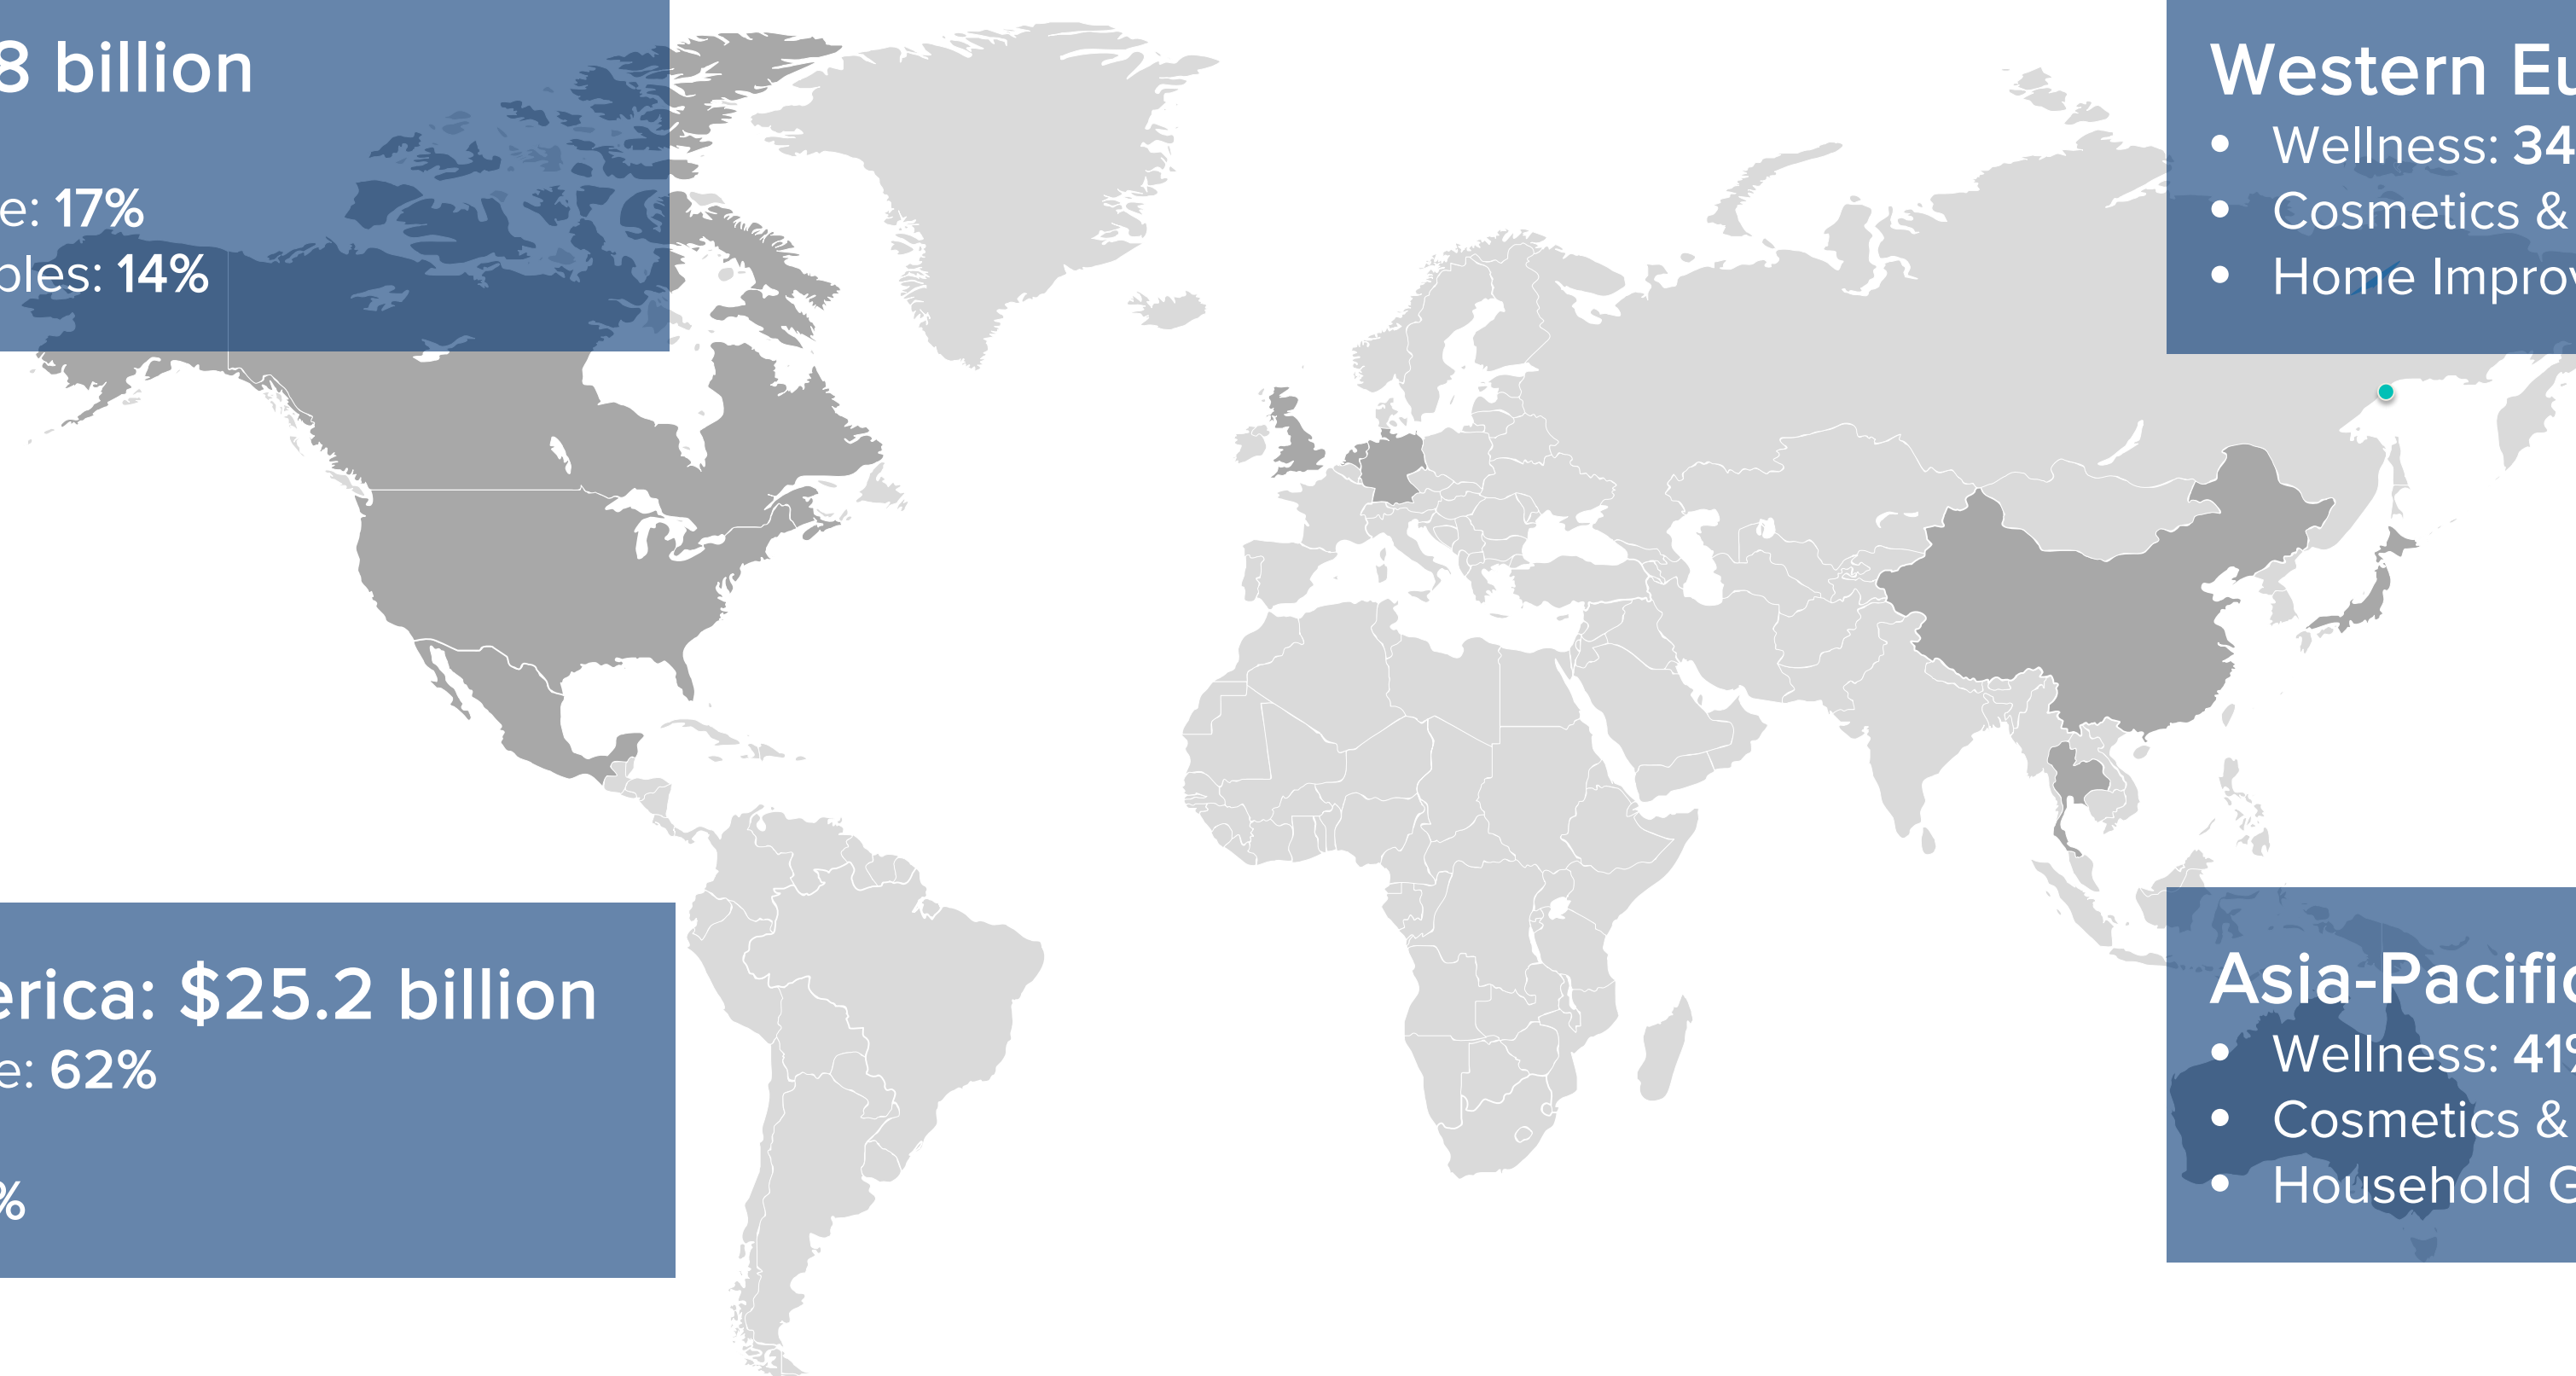 8 billion
e: 17%
bles: 14%
Western Eu
• Wellness: 34
• Cosmetics &
• Home Improv
erica: $25.2 billion
e: 62%
%
Asia-Pacific
• Wellness: 41%
• Cosmetics &
• Household G